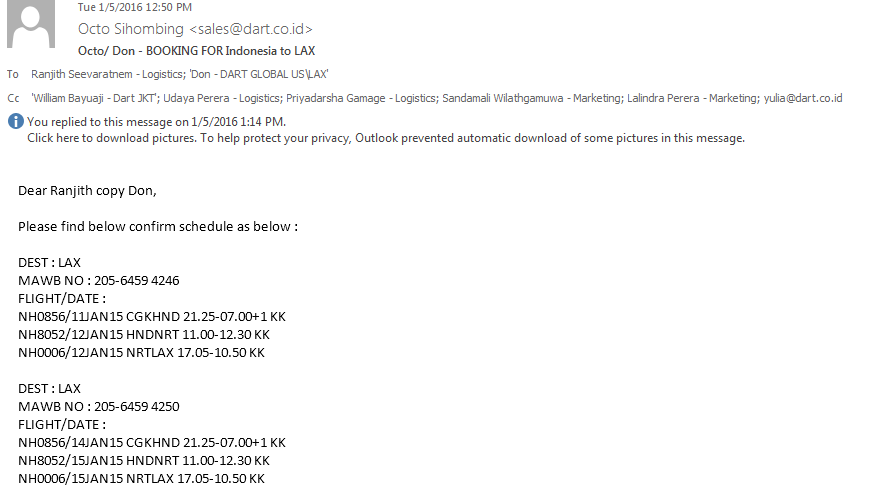 Tue 1/5/2016 12:50 PM
Octo Sihombing <sales@dart.co.id>
Octo/ Don - BOOKING FOR Indonesia to LAX
To Ranjith Seevaratnem - Logistics; 'Don - DART GLOBAL US\LAX'
Cc 'William Bayuaji - Dart JKT'; Udaya Perera - Logistics; Priyadarsha Gamage - Logistics; Sandamali Wilathgamuwa - Marketing; Lalindra Perera - Marketing; yulia@dart.co.id
You replied to this message on 1/5/2016 1:14 PM.
Click here to download pictures. To help protect your privacy, Outlook prevented automatic download of some pictures in this message.
Dear Ranjith copy Don,
Please find below confirm schedule as below :
DEST : LAX
MAWB NO : 205-6459 4246
FLIGHT/DATE :
NH0856/11JAN15 CGKHND 21.25-07.00+1 KK
NH8052/12JAN15 HNDNRT 11.00-12.30 KK
NH0006/12JAN15 NRTLAX 17.05-10.50 KK
DEST : LAX
MAWB NO : 205-6459 4250
FLIGHT/DATE :
NH0856/14JAN15 CGKHND 21.25-07.00+1 KK
NH8052/15JAN15 HNDNRT 11.00-12.30 KK
NH0006/15JAN15 NRTLAX 17.05-10.50 KK